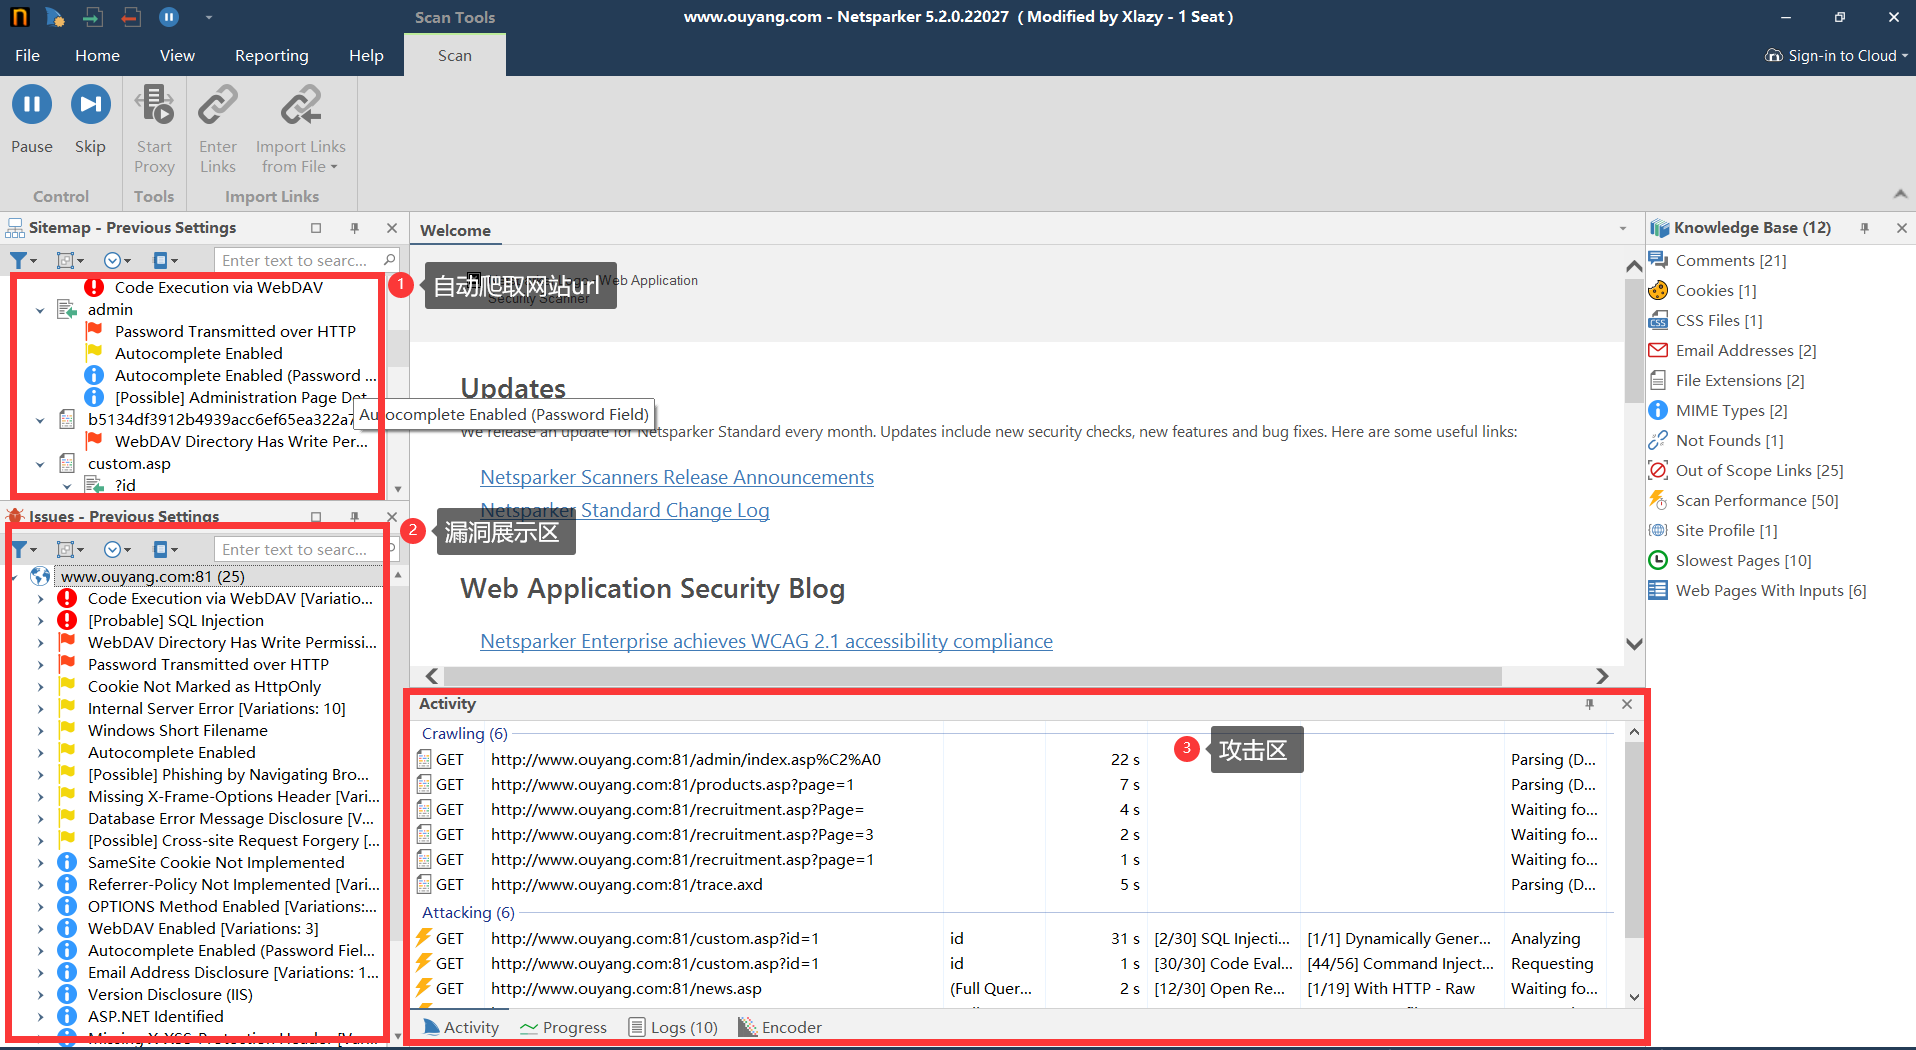 Scan Tools
www.ouyang.com - Netsparker 5.2.0.22027 ( Modified by Xlazy - 1 Seat )
File Home View Reporting Help Scan
Sign-in to Cloud
Pause
Skip
Start Proxy
Enter Links
Import Links from File
Control Tools Import Links
Sitemap - Previous Settings
Enter text to searc...
Code Execution via WebDAV
admin
Password Transmitted over HTTP
Autocomplete Enabled
Autocomplete Enabled (Password ...
[Possible] Administration Page Det
b5134df3912b4939acc6ef65ea322a7
WebDAV Directory Has Write Per...
custom.asp
?id
Issues - Previous Settings
Enter text to searc...
www.ouyang.com:81 (25)
Code Execution via WebDAV [Variatio...
[Probable] SQL Injection
WebDAV Directory Has Write Permissi...
Password Transmitted over HTTP
Cookie Not Marked as HttpOnly
Internal Server Error [Variations: 10]
Windows Short Filename
Autocomplete Enabled
[Possible] Phishing by Navigating Bro...
Missing X-Frame-Options Header [Vari...
Database Error Message Disclosure [V...
[Possible] Cross-site Request Forgery [...
SameSite Cookie Not Implemented
Referrer-Policy Not Implemented [Vari...
OPTIONS Method Enabled [Variations:...
WebDAV Enabled [Variations: 3]
Autocomplete Enabled (Password Fiel...
Email Address Disclosure [Variations: 1...
Version Disclosure (IIS)
ASP.NET Identified
Missing X-XSS-Protection Header [Vari...
Welcome
1 自动爬取网站url
Web Application
Security Scanner
Updates
Autocomplete Enabled (Password Field)
We release an update for Netsparker Standard every month. Updates include new security checks, new features and bug fixes. Here are some useful links:
Netsparker Scanners Release Announcements
Netsparker Standard Change Log
2 漏洞展示区
Web Application Security Blog
Netsparker Enterprise achieves WCAG 2.1 accessibility compliance
Activity
3 攻击区
Crawling (6)
GET http://www.ouyang.com:81/admin/index.asp%C2%A0 22 s Parsing (D...
GET http://www.ouyang.com:81/products.asp?page=1 7 s Parsing (D...
GET http://www.ouyang.com:81/recruitment.asp?Page= 4 s Waiting fo...
GET http://www.ouyang.com:81/recruitment.asp?Page=3 2 s Waiting fo...
GET http://www.ouyang.com:81/recruitment.asp?page=1 1 s Waiting fo...
GET http://www.ouyang.com:81/trace.axd 5 s Parsing (D...
Attacking (6)
GET http://www.ouyang.com:81/custom.asp?id=1 id 31 s [2/30] SQL Injecti... [1/1] Dynamically Gener... Analyzing
GET http://www.ouyang.com:81/custom.asp?id=1 id 1 s [30/30] Code Eval... [44/56] Command Inject... Requesting
GET http://www.ouyang.com:81/news.asp (Full Quer... 2 s [12/30] Open Re... [1/19] With HTTP - Raw Waiting fo...
Activity Progress Logs (10) Encoder
Knowledge Base (12)
Comments [21]
Cookies [1]
CSS Files [1]
Email Addresses [2]
File Extensions [2]
MIME Types [2]
Not Founds [1]
Out of Scope Links [25]
Scan Performance [50]
Site Profile [1]
Slowest Pages [10]
Web Pages With Inputs [6]